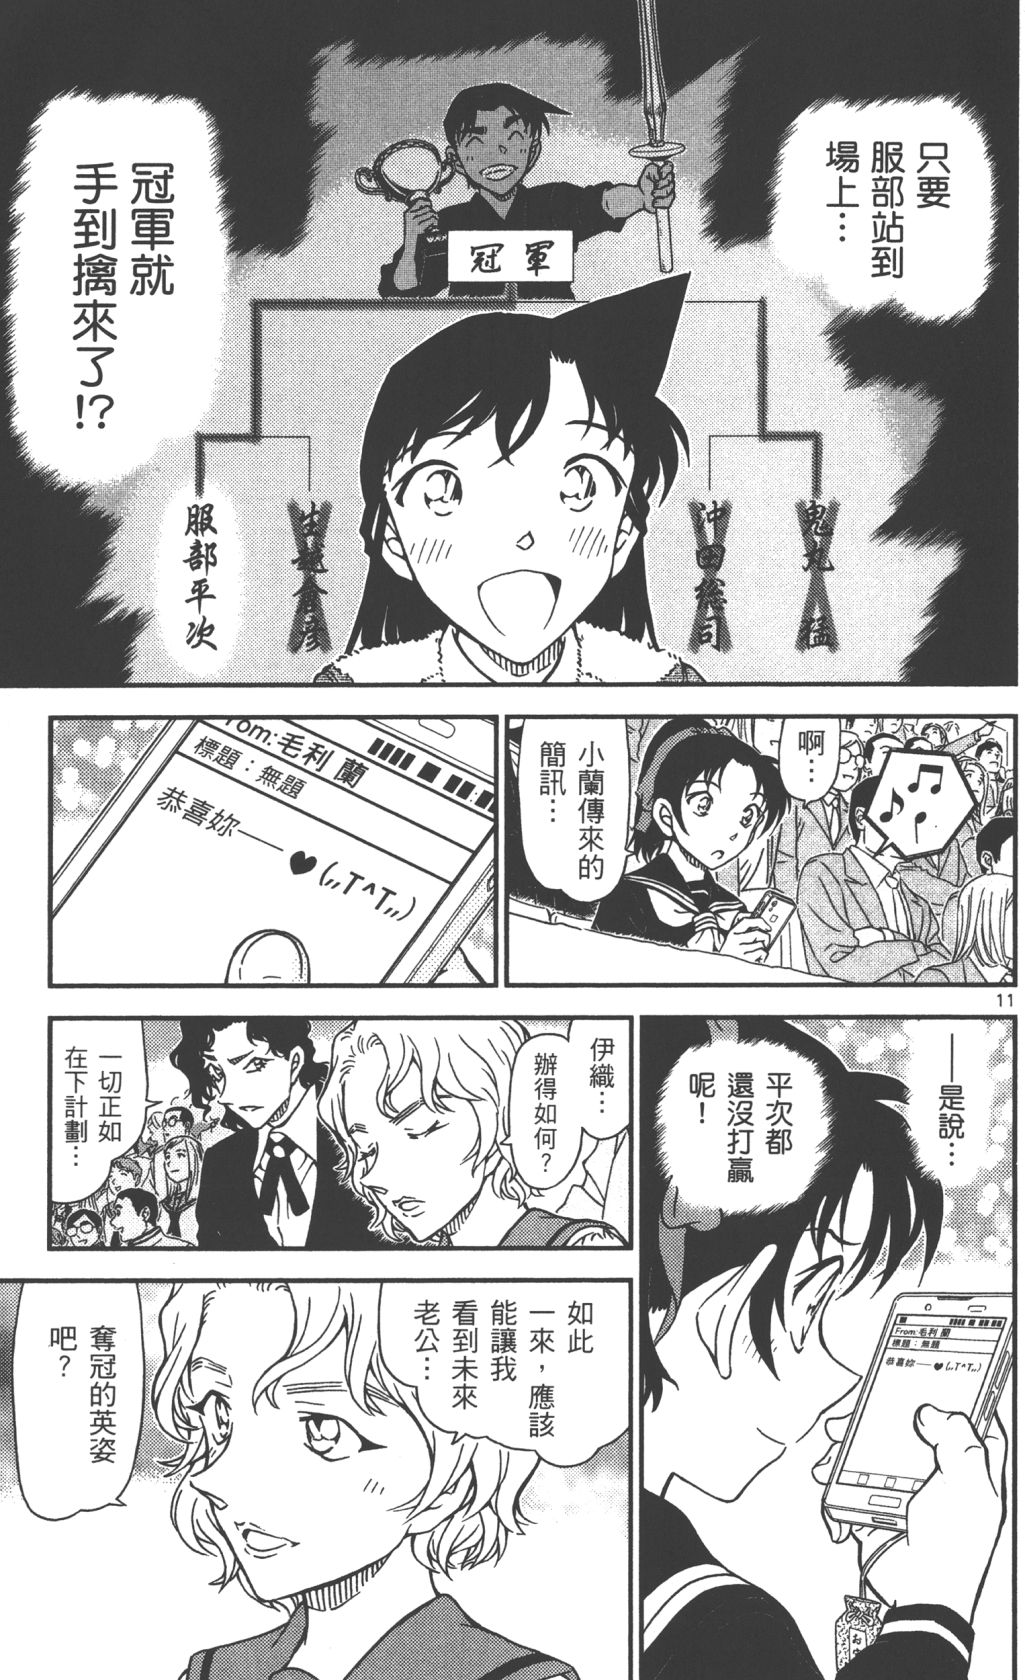 只要
服部站到
場上…
冠軍就
手到擒來了!?
冠軍
鬼丸 猛
沖田総司
生越會彥
服部平次
啊…
小蘭傳來的
簡訊…
From:毛利 蘭
標題：無題
恭喜妳──♥(,,T^T,,)
11
──是說…
平次都
還沒打贏
呢！
From:毛利 蘭
標題：無題
恭喜妳──♥(,,T^T,,)
伊織…
辦得如何？
一切正如
在下計劃…
如此
一來，應該
能讓我
看到未來
老公…
奪冠的英姿
吧？